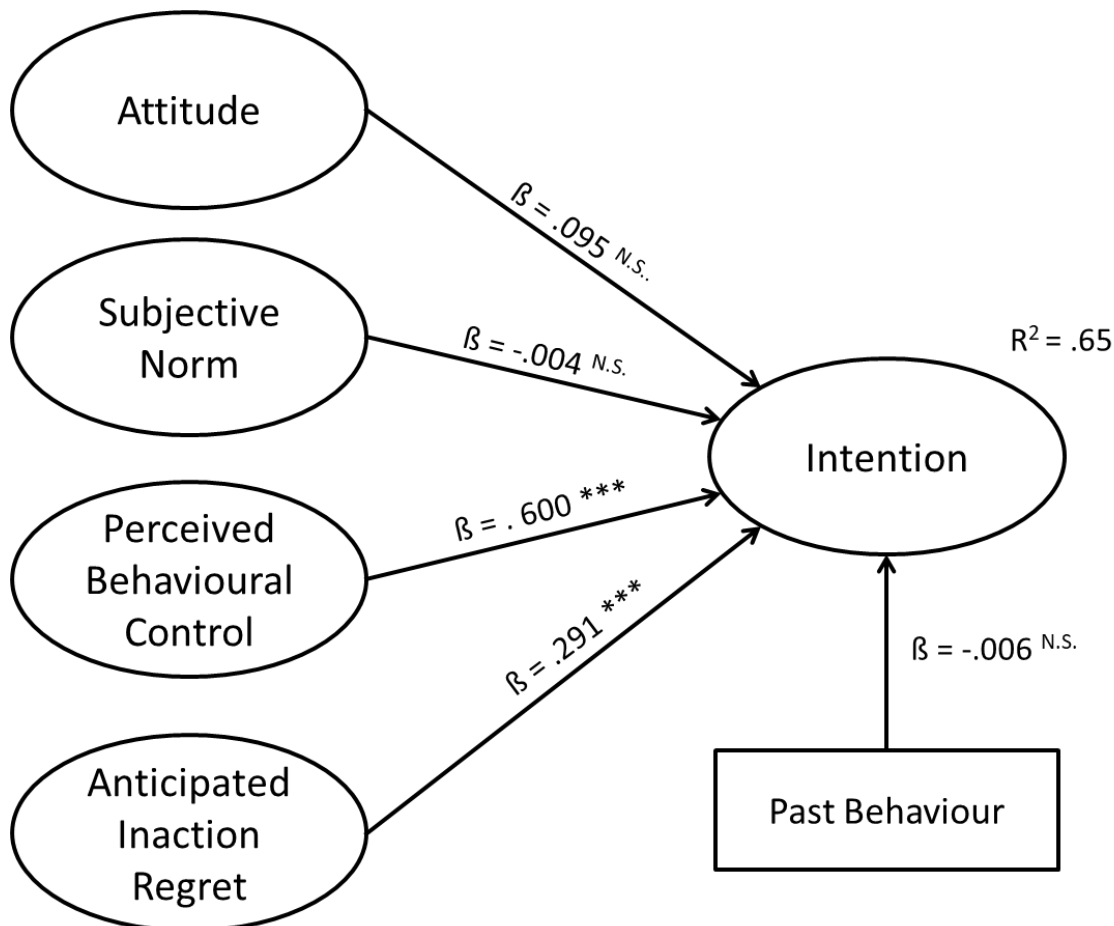 Attitude
ß = .095 N.S..
Subjective
Norm
ß = -.004 N.S.
R² = .65
Intention
Perceived
Behavioural
Control
ß = . 600 ***
ß = .291 ***
ß = -.006 N.S.
Anticipated
Inaction
Regret
Past Behaviour